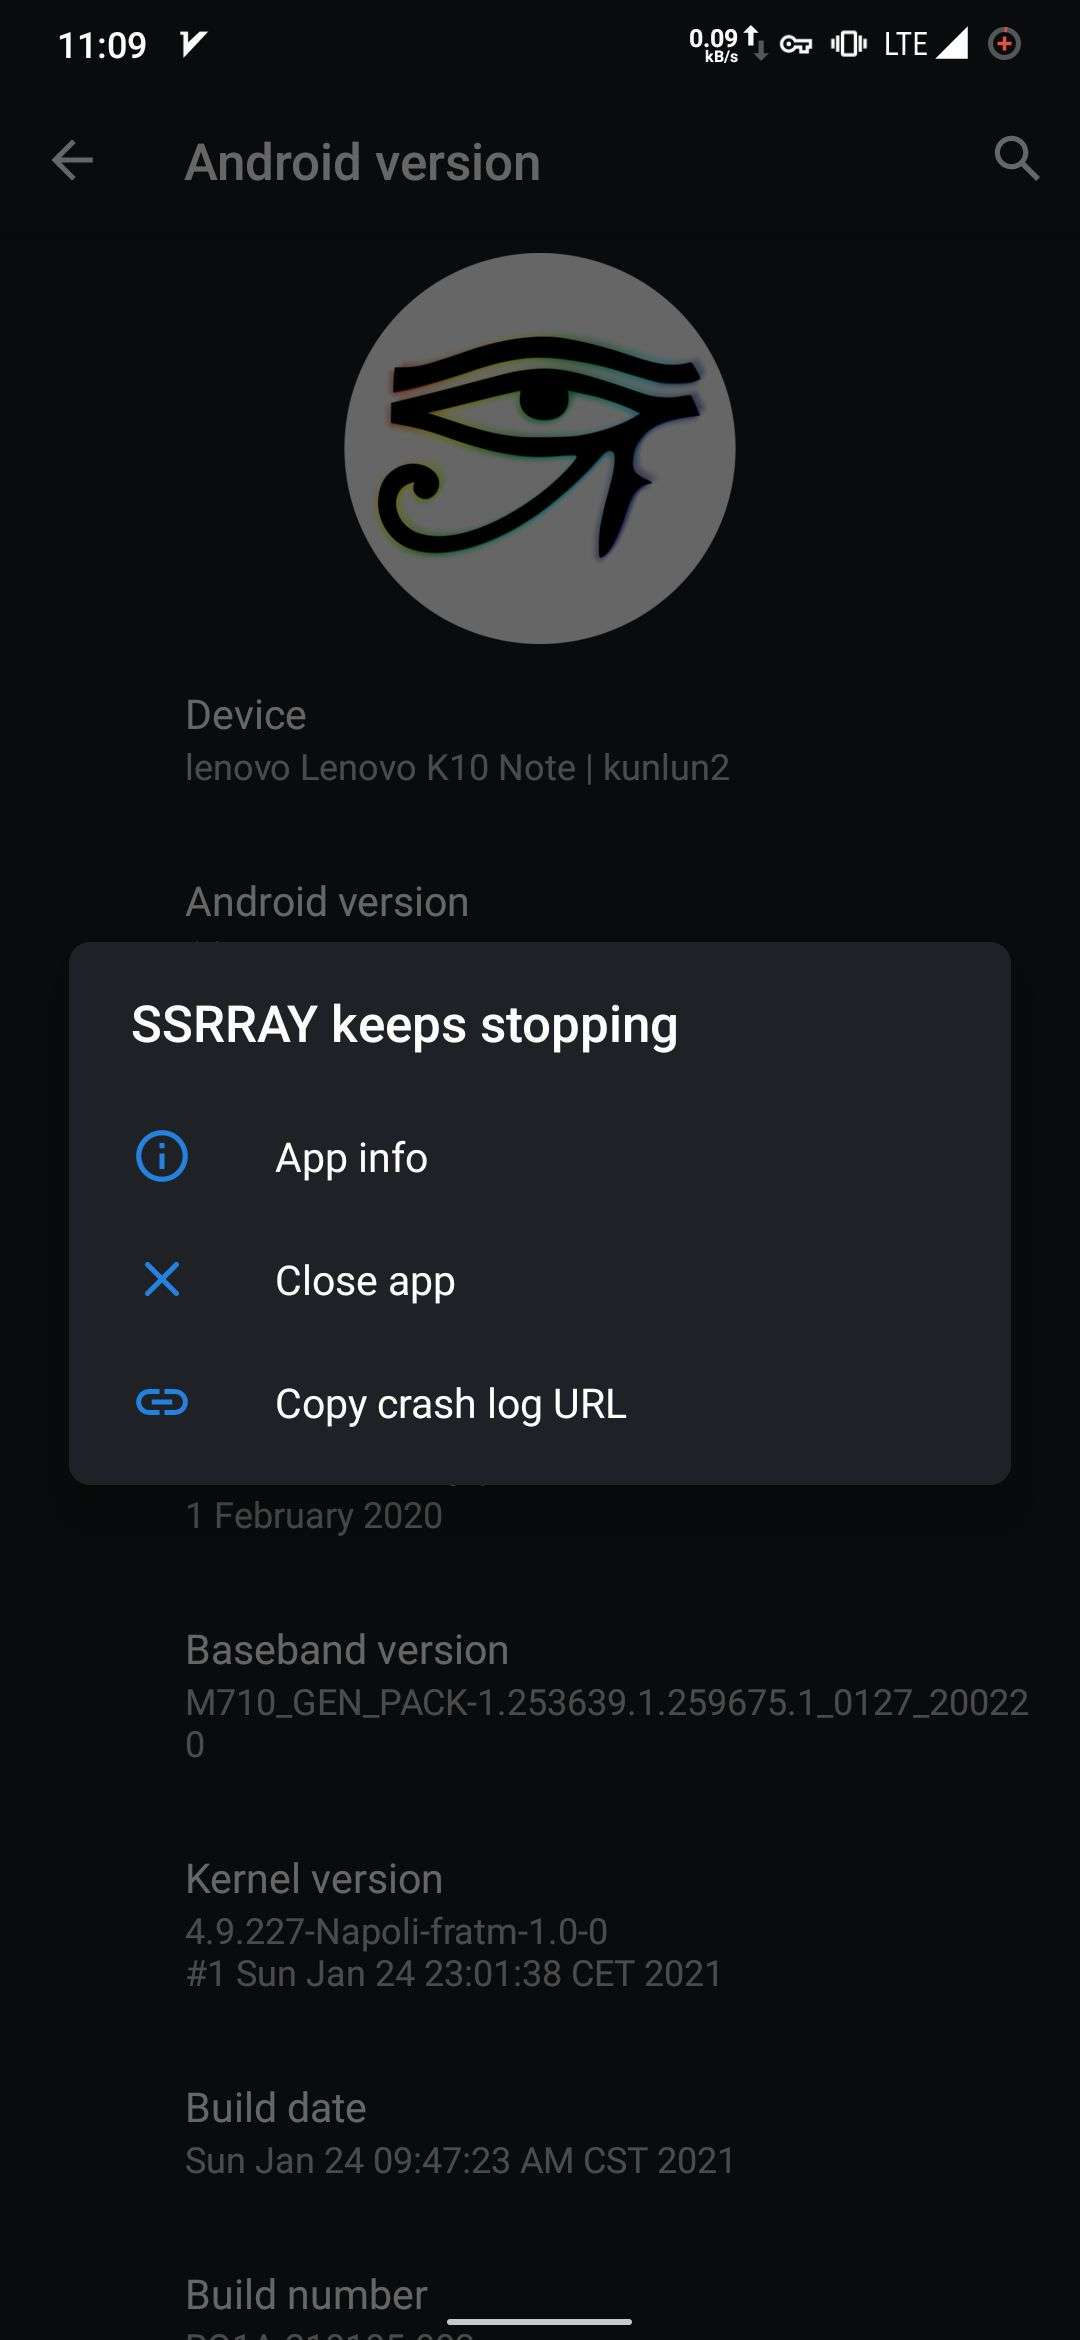 11:09
0.09
kB/s
LTE
Android version
Device
lenovo Lenovo K10 Note | kunlun2
Android version
SSRRAY keeps stopping
App info
Close app
Copy crash log URL
1 February 2020
Baseband version
M710_GEN_PACK-1.253639.1.259675.1_0127_20022
0
Kernel version
4.9.227-Napoli-fratm-1.0-0
#1 Sun Jan 24 23:01:38 CET 2021
Build date
Sun Jan 24 09:47:23 AM CST 2021
Build number